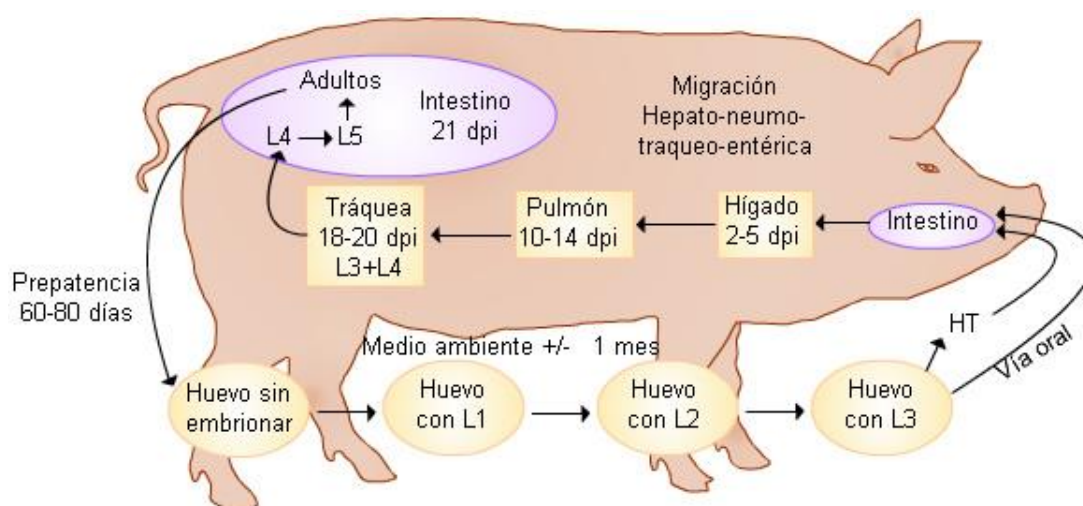 Adultos
L4
L5
Intestino
21 dpi
Migración
Hepato-neumo-
traqueo-entérica
Tráquea
18-20 dpi
L3+L4
Pulmón
10-14 dpi
Hígado
2-5 dpi
Intestino
Prepatencia
60-80 días
HT
Vía oral
Medio ambiente +/- 1 mes
Huevo sin
embrionar
Huevo
con L1
Huevo
con L2
Huevo
con L3